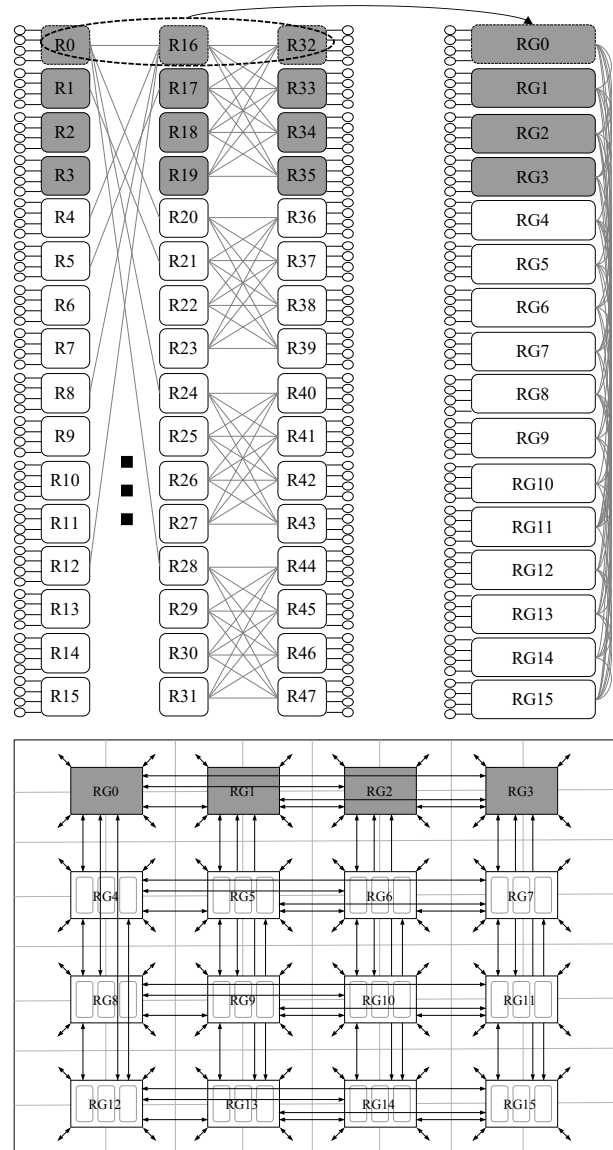 R0 R16 R32 RG0
R1 R17 R33 RG1
R2 R18 R34 RG2
R3 R19 R35 RG3
R4 R20 R36 RG4
R5 R21 R37 RG5
R6 R22 R38 RG6
R7 R23 R39 RG7
R8 R24 R40 RG8
R9 R25 R41 RG9
R10 R26 R42 RG10
R11 R27 R43 RG11
R12 R28 R44 RG12
R13 R29 R45 RG13
R14 R30 R46 RG14
R15 R31 R47 RG15
RG0 RG1 RG2 RG3
RG4 RG5 RG6 RG7
RG8 RG9 RG10 RG11
RG12 RG13 RG14 RG15